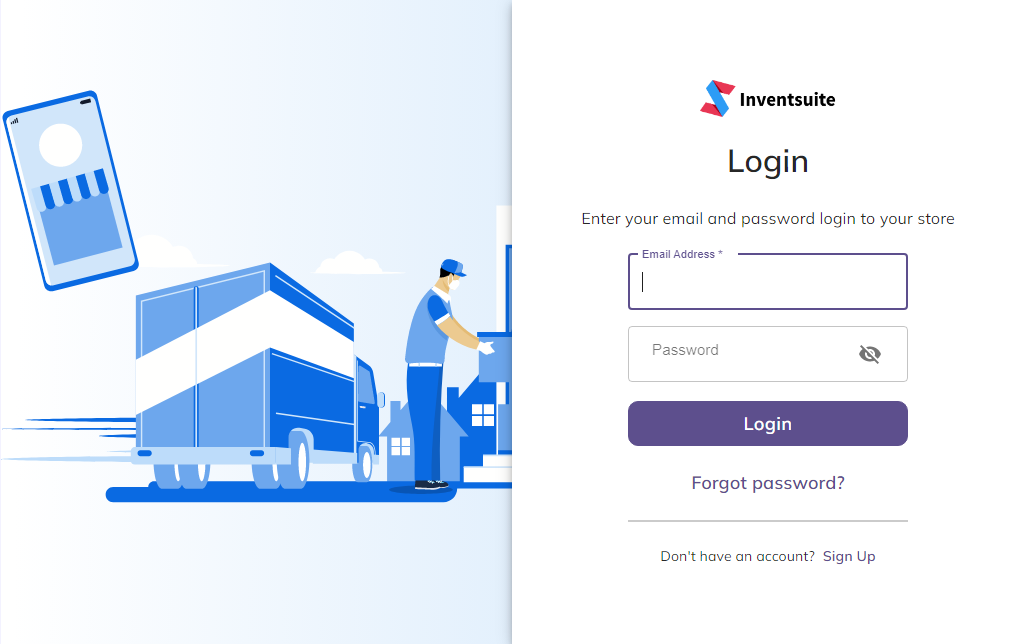 Inventsuite
Login
Enter your email and password login to your store
Email Address *
Password
Login
Forgot password?
Don't have an account? Sign Up